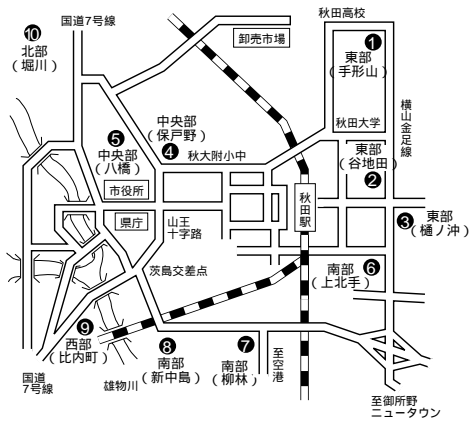 国道7号線
秋田高校
❿
北部
（堀川）
卸売市場
❶
東部
（手形山）
中央部
（保戸野）
❹
秋田大学
横山金足線
❺
中央部
（八橋）
秋大附小中
東部
（谷地田）
❷
市役所
県庁
山王
十字路
秋田駅
❸
東部
（樋ノ沖）
茨島交差点
南部
（上北手）
❻
❾
西部
（比内町）
❽
南部
（新中島）
❼
南部
（柳林）
至空港
国道
7号線
雄物川
至御所野
ニュータウン